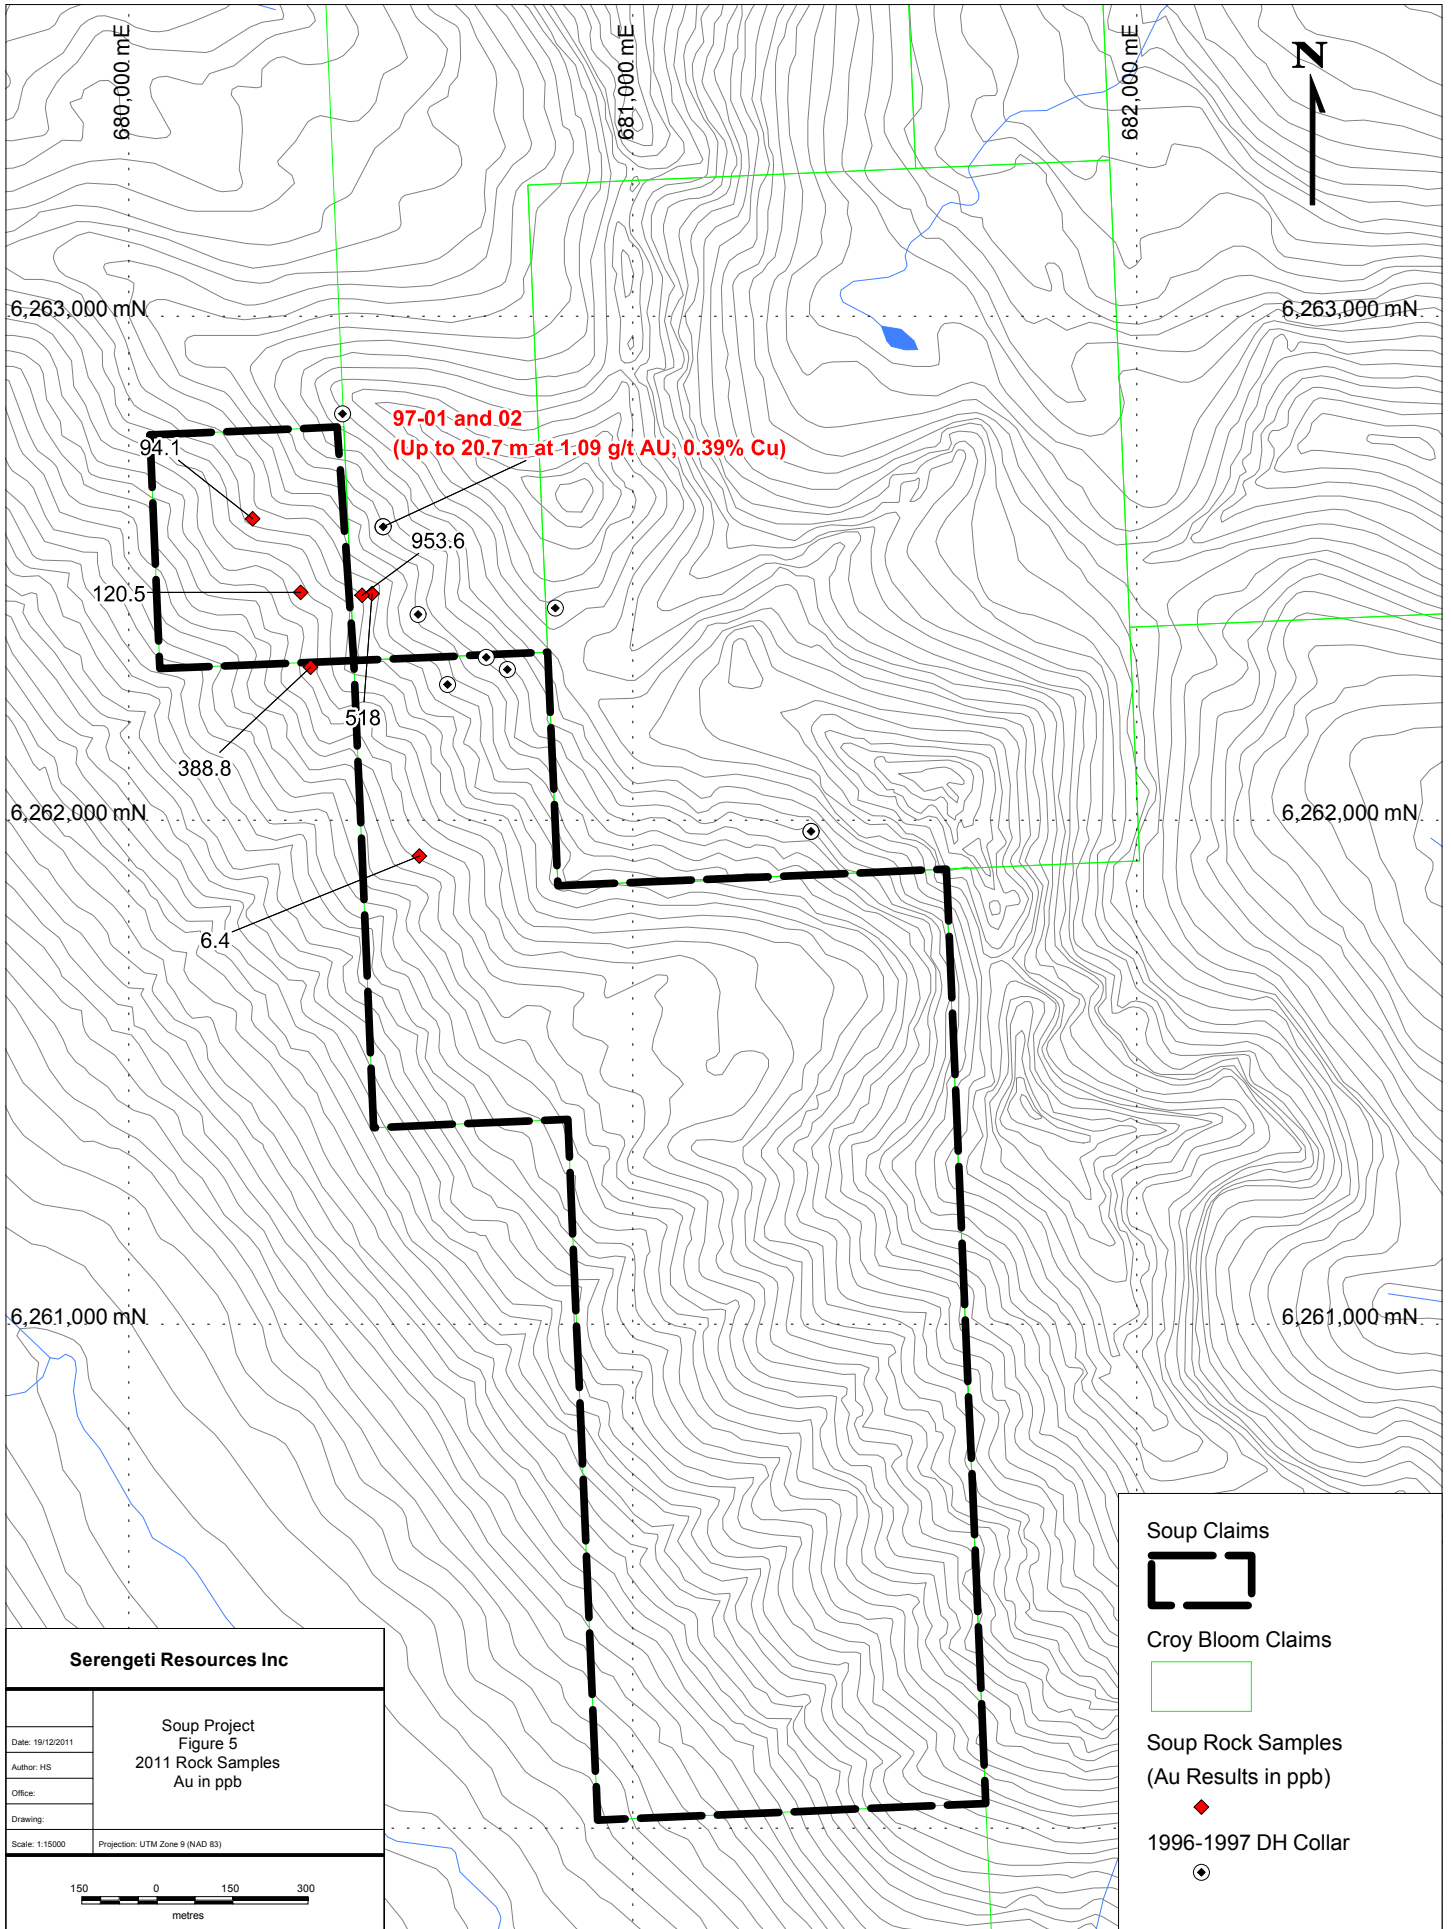 680,000 mE
681,000 mE
682,000 mE
N
6,263,000 mN
6,263,000 mN
97-01 and 02
(Up to 20.7 m at 1.09 g/t AU, 0.39% Cu)
94.1
953.6
120.5
518
388.8
6,262,000 mN
6,262,000 mN
6.4
6,261,000 mN
6,261,000 mN
Soup Claims
Croy Bloom Claims
Soup Rock Samples
(Au Results in ppb)
1996-1997 DH Collar
Serengeti Resources Inc
Soup Project
Figure 5
2011 Rock Samples
Au in ppb
Date: 19/12/2011
Author: HS
Office:
Drawing:
Scale: 1:15000
Projection: UTM Zone 9 (NAD 83)
150 0 150 300
metres